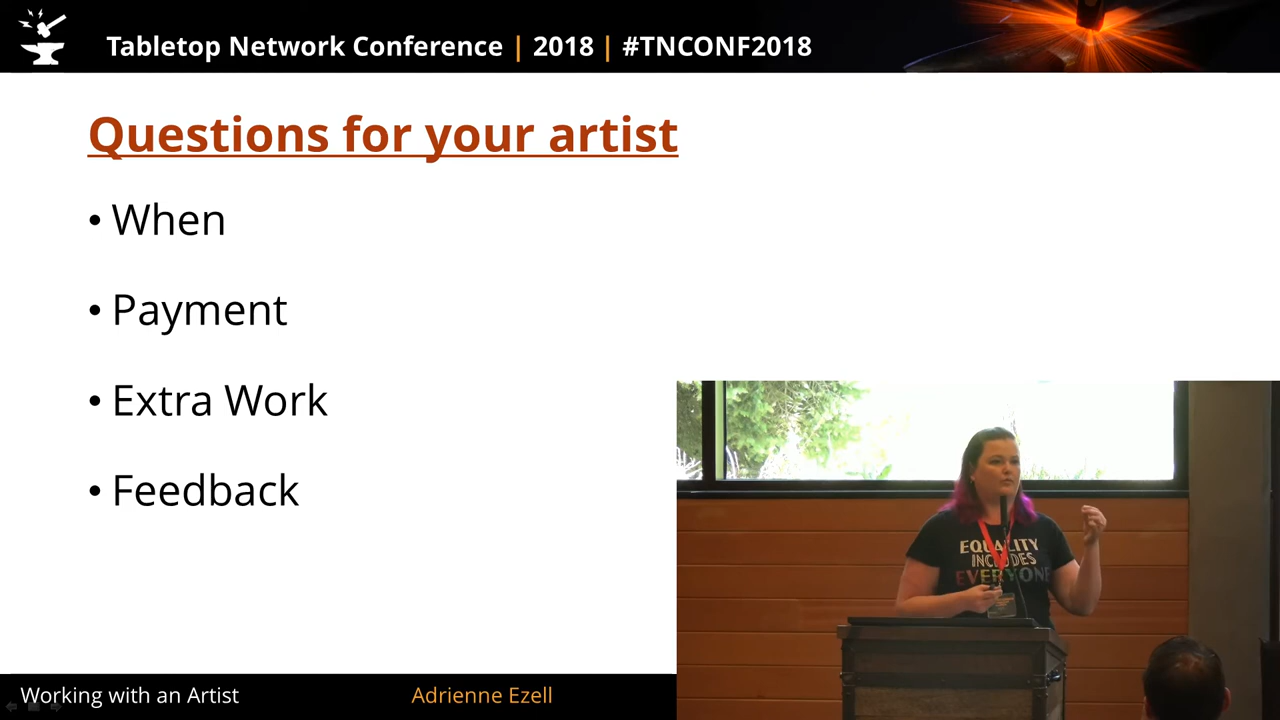 Tabletop Network Conference | 2018 | #TNCONF2018
Questions for your artist
• When
• Payment
• Extra Work
• Feedback
EQUALITY
INCLUDES
EVERYONE
Working with an Artist
Adrienne Ezell